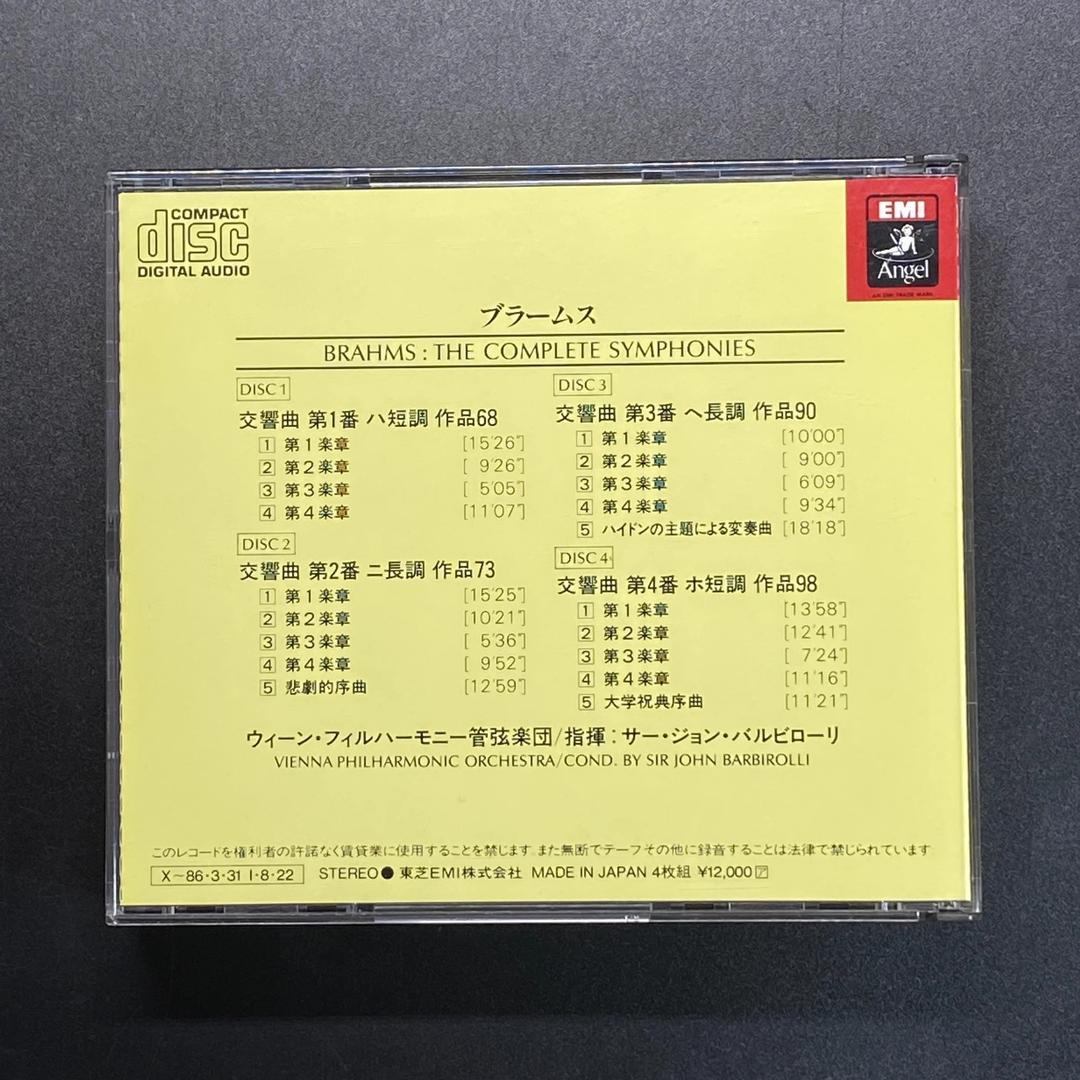 COMPACT
disc
DIGITAL AUDIO
EMI
Angel
AN EMI TRADE MARK
ブラームス
BRAHMS : THE COMPLETE SYMPHONIES
DISC 1
交響曲 第1番 ハ短調 作品68
1 第1楽章 [15'26"]
2 第2楽章 [ 9'26"]
3 第3楽章 [ 5'05"]
4 第4楽章 [11'07"]
DISC 2
交響曲 第2番 ニ長調 作品73
1 第1楽章 [15'25"]
2 第2楽章 [10'21"]
3 第3楽章 [ 5'36"]
4 第4楽章 [ 9'52"]
5 悲劇的序曲 [12'59"]
DISC 3
交響曲 第3番 ヘ長調 作品90
1 第1楽章 [10'00"]
2 第2楽章 [ 9'00"]
3 第3楽章 [ 6'09"]
4 第4楽章 [ 9'34"]
5 ハイドンの主題による変奏曲 [18'18"]
DISC 4
交響曲 第4番 ホ短調 作品98
1 第1楽章 [13'58"]
2 第2楽章 [12'41"]
3 第3楽章 [ 7'24"]
4 第4楽章 [11'16"]
5 大学祝典序曲 [11'21"]
ウィーン・フィルハーモニー管弦楽団/指揮：サー・ジョン・バルビローリ
VIENNA PHILHARMONIC ORCHESTRA/COND. BY SIR JOHN BARBIROLLI
このレコードを権利者の許諾なく賃貸業に使用することを禁じます。また無断でテープその他に録音することは法律で禁じられています。
X〜86・3・31 I・8・22 STEREO● 東芝EMI株式会社 MADE IN JAPAN 4枚組 ¥12,000 ア